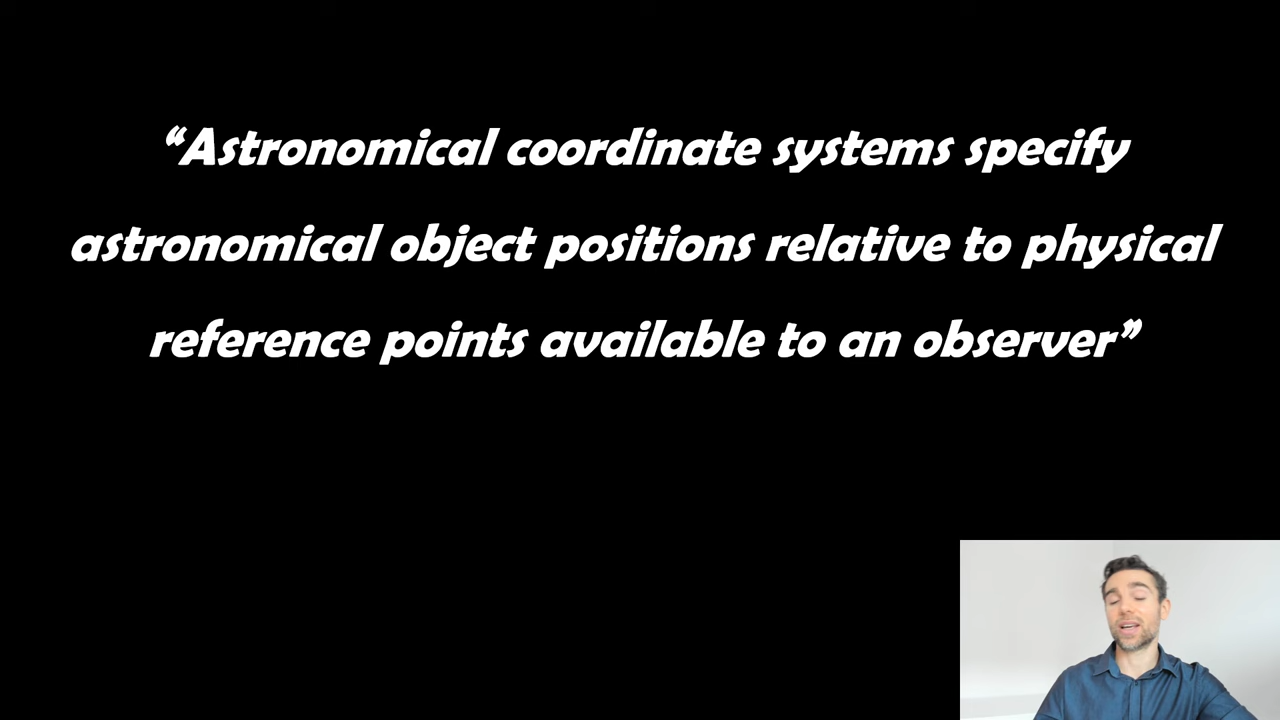 “Astronomical coordinate systems specify
astronomical object positions relative to physical
reference points available to an observer”